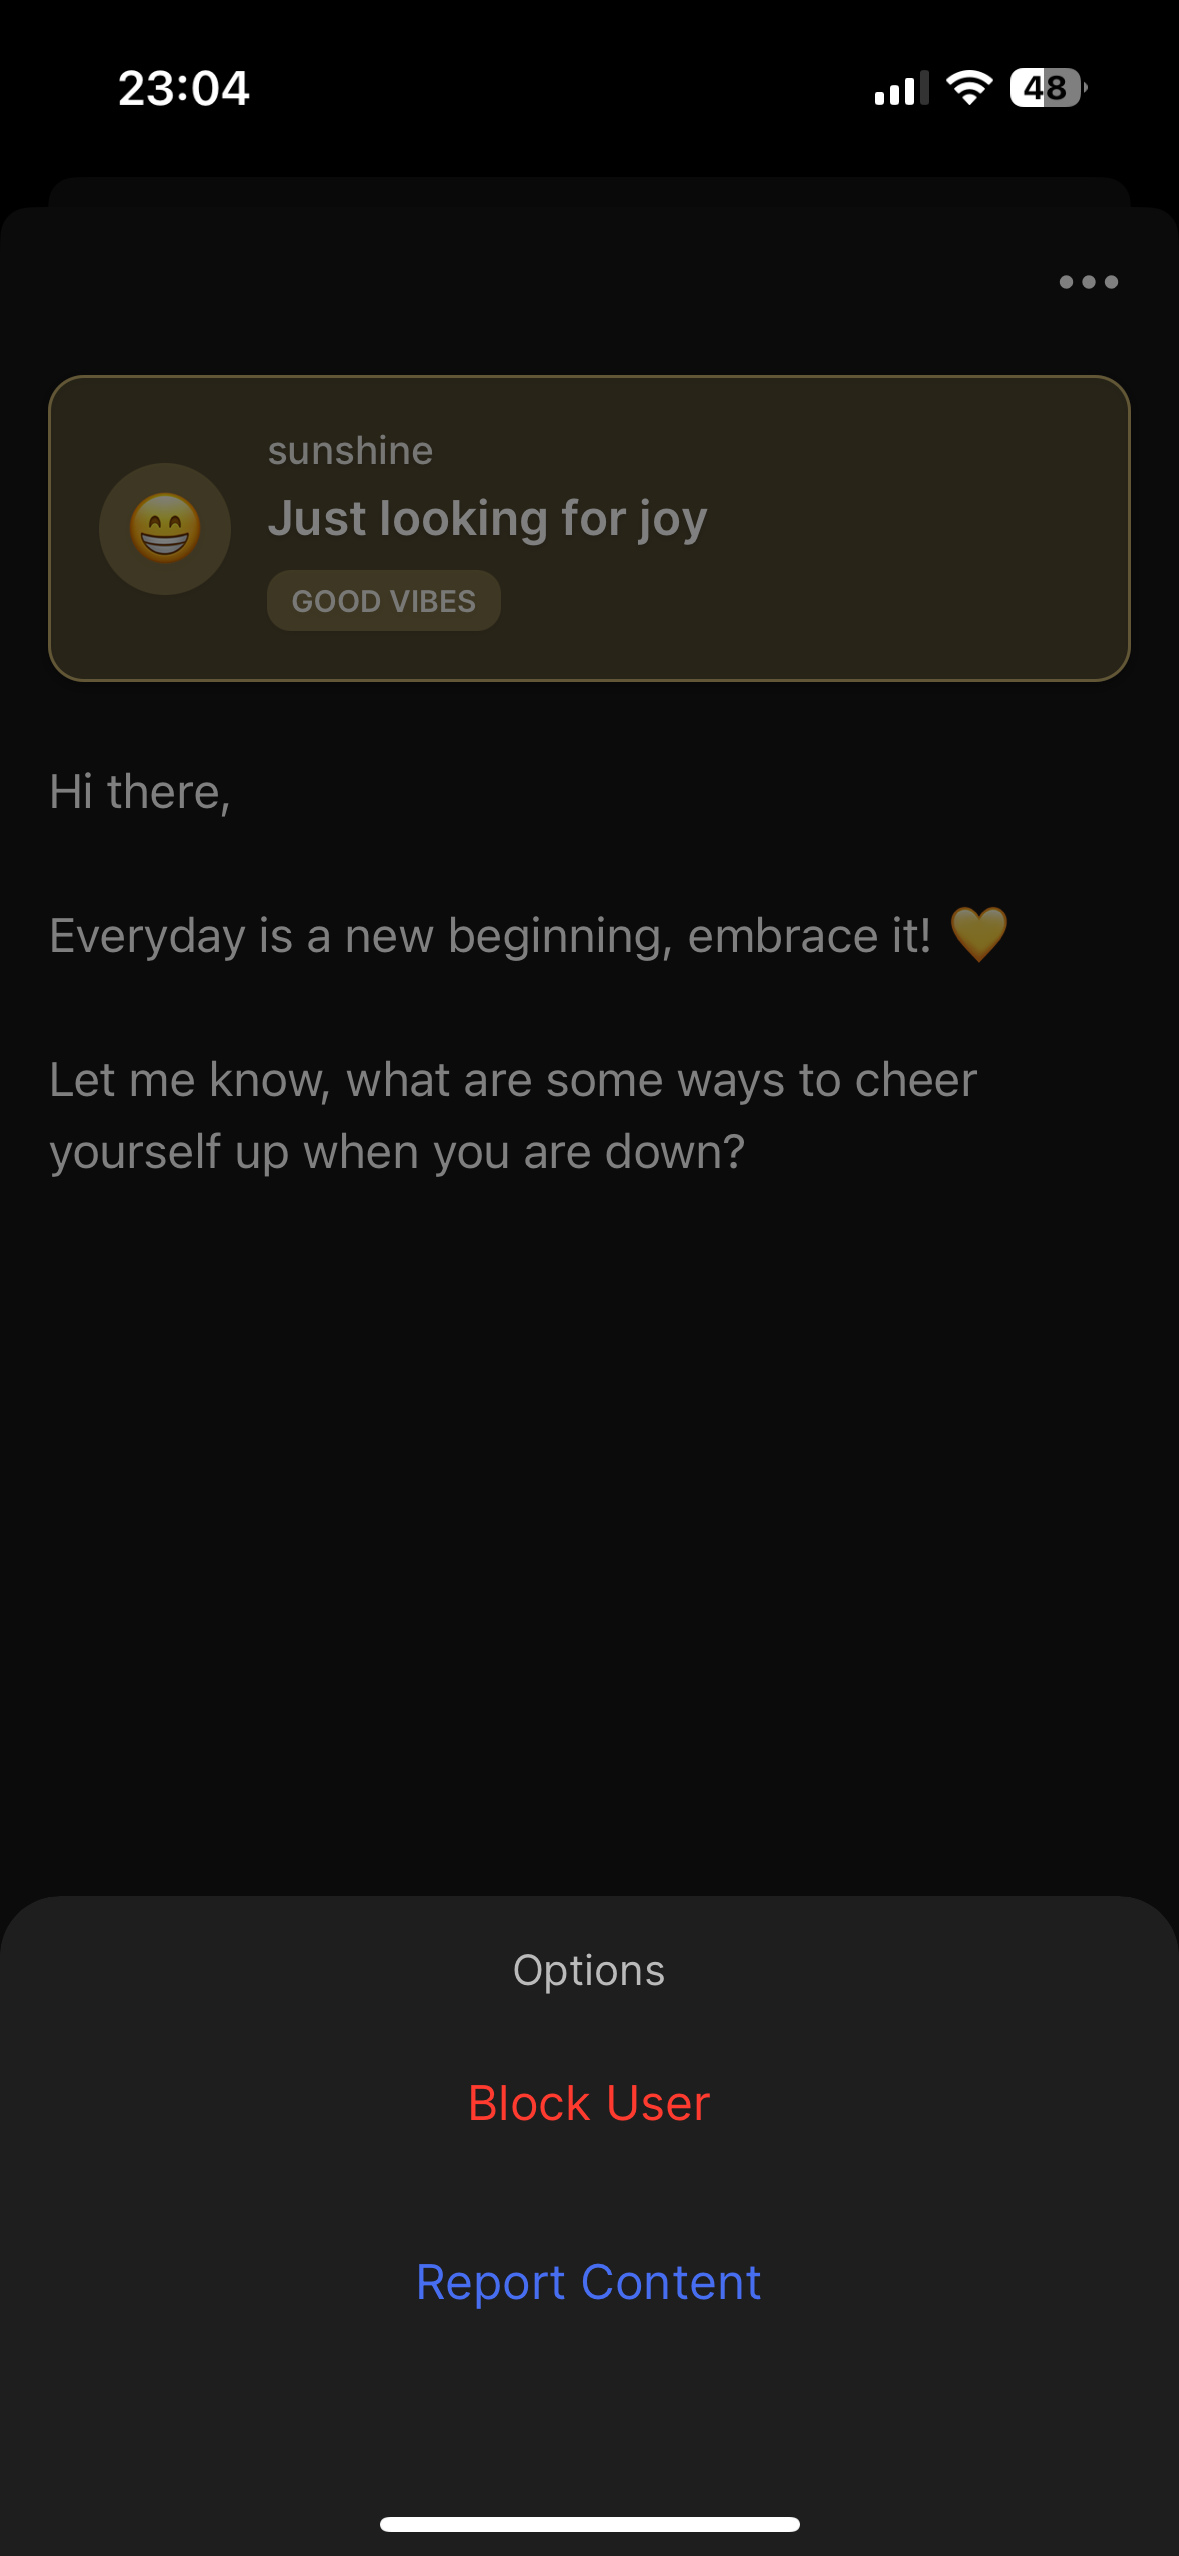 23:04
48
sunshine
Just looking for joy
GOOD VIBES
Hi there,
Everyday is a new beginning, embrace it! 💛
Let me know, what are some ways to cheer
yourself up when you are down?
Options
Block User
Report Content